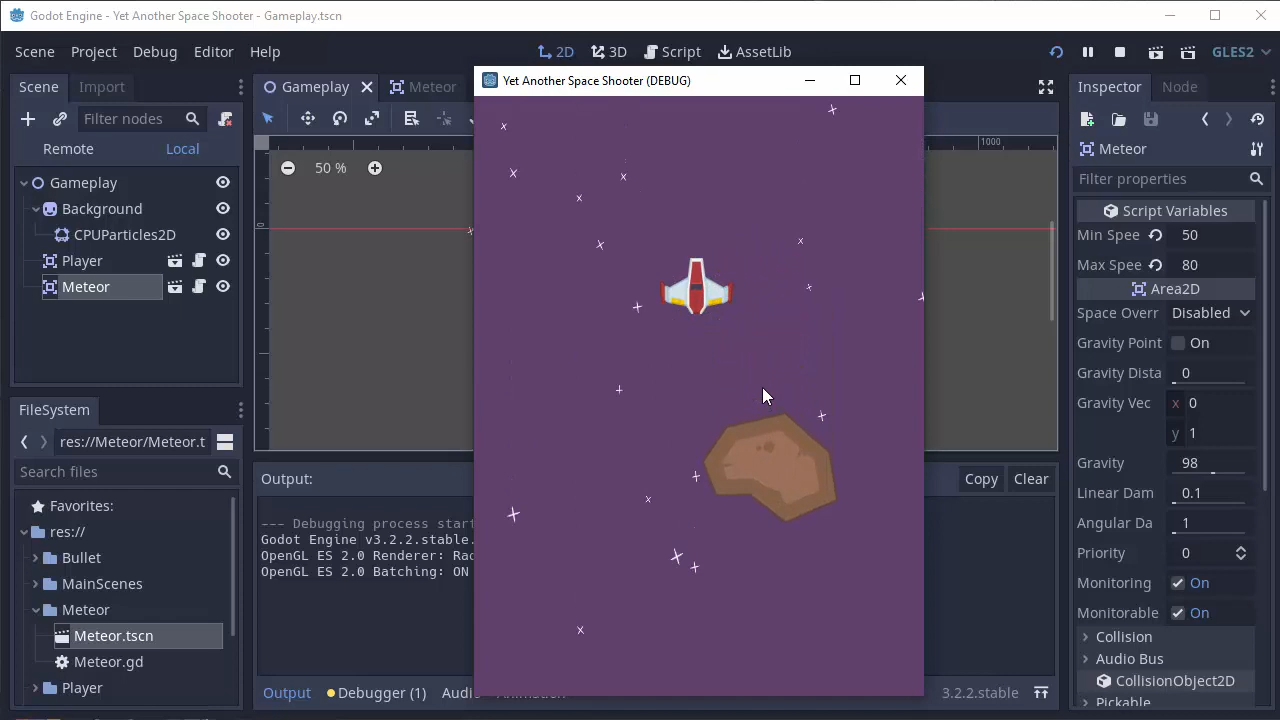 Godot Engine - Yet Another Space Shooter - Gameplay.tscn
Scene Project Debug Editor Help
2D 3D Script AssetLib
GLES2
Scene Import
Gameplay
Meteor
Yet Another Space Shooter (DEBUG)
Inspector Node
Filter nodes
Remote Local
50 %
1000
0
Gameplay
Background
CPUParticles2D
Player
Meteor
Meteor
Filter properties
Script Variables
Min Spee 50
Max Spee 80
Area2D
Space Overr Disabled
Gravity Point On
Gravity Dista 0
Gravity Vec x 0
y 1
Gravity 98
Linear Dam 0.1
Angular Da 1
Priority 0
Monitoring On
Monitorable On
Collision
Audio Bus
CollisionObject2D
Pickable
FileSystem
res://Meteor/Meteor.t
Search files
Favorites:
res://
Bullet
MainScenes
Meteor
Meteor.tscn
Meteor.gd
Player
Output:
Copy Clear
--- Debugging process star
Godot Engine v3.2.2.stable.
OpenGL ES 2.0 Renderer: Rad
OpenGL ES 2.0 Batching: ON
Output Debugger (1) Audio
3.2.2.stable